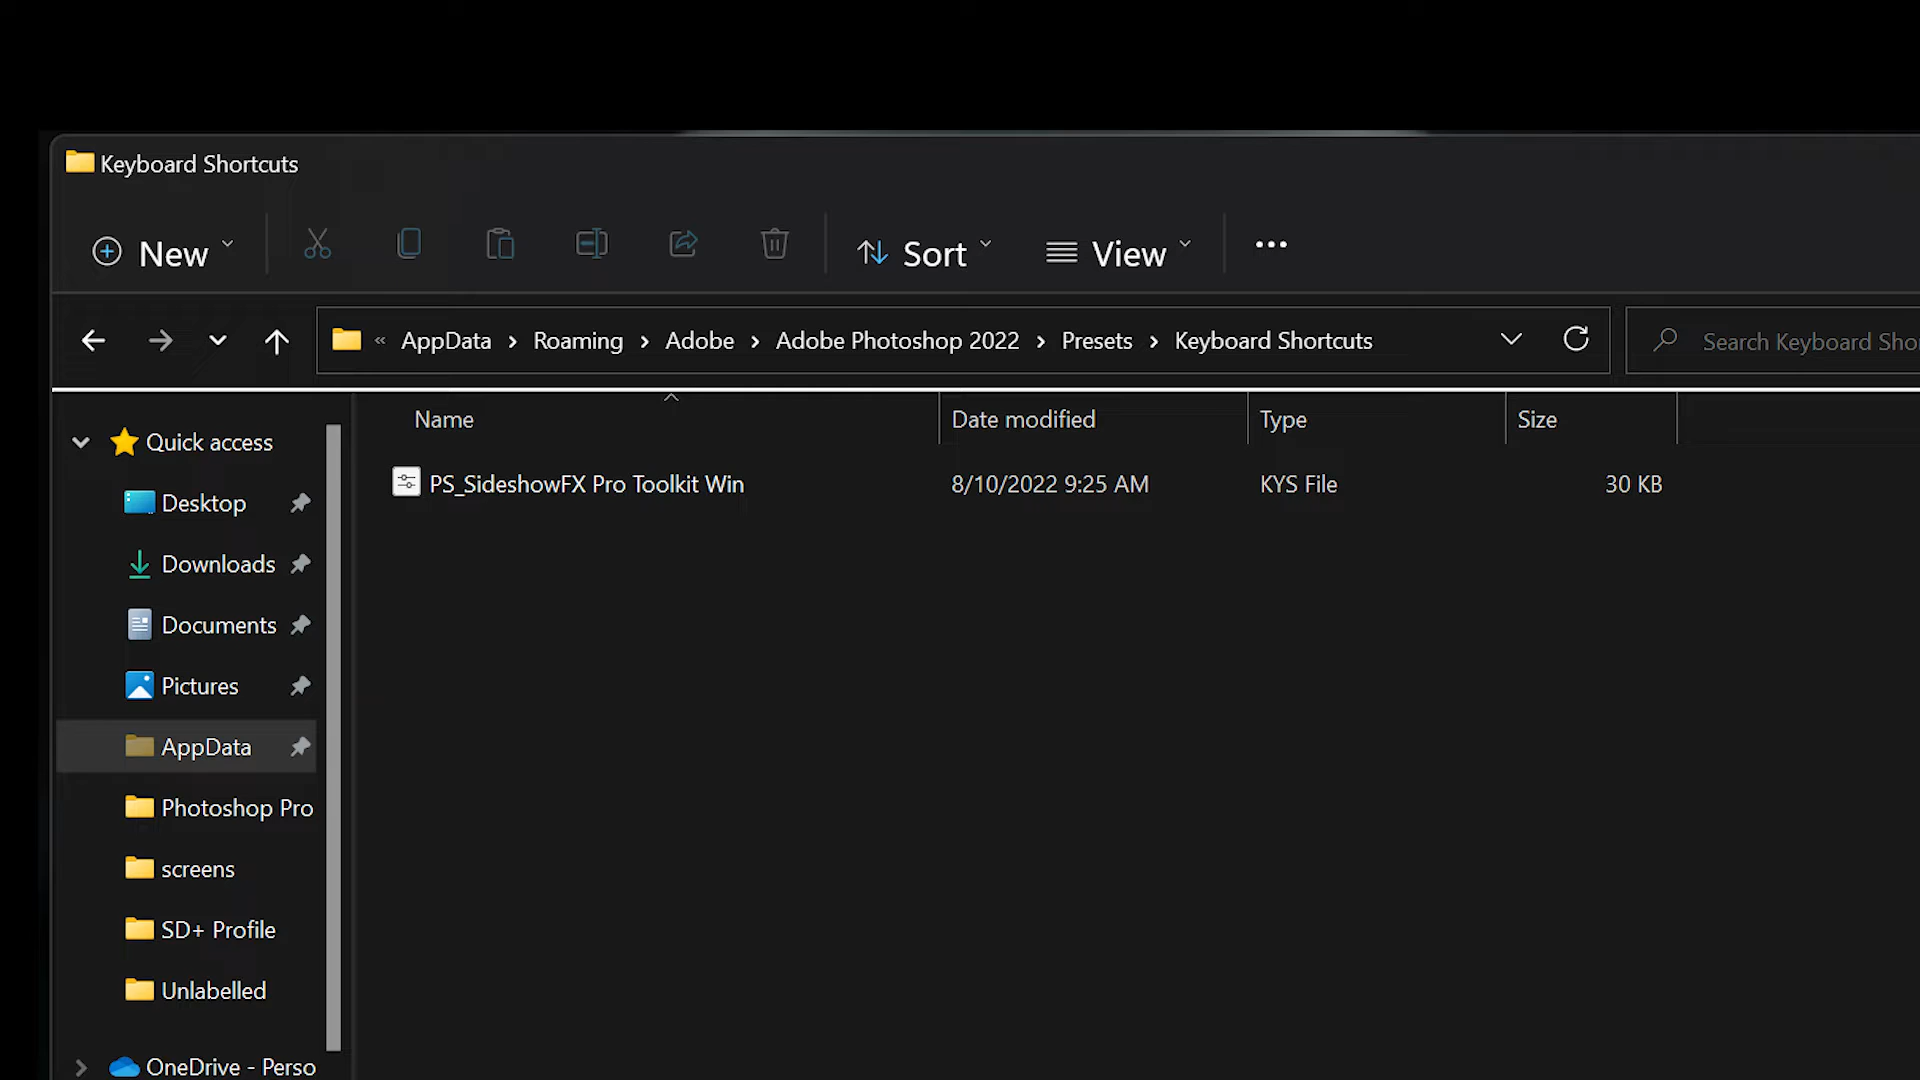 Keyboard Shortcuts
New
Sort
View
« AppData › Roaming › Adobe › Adobe Photoshop 2022 › Presets › Keyboard Shortcuts
Search Keyboard Sho
Name
Date modified
Type
Size
PS_SideshowFX Pro Toolkit Win
8/10/2022 9:25 AM
KYS File
30 KB
Quick access
Desktop
Downloads
Documents
Pictures
AppData
Photoshop Pro
screens
SD+ Profile
Unlabelled
OneDrive - Perso